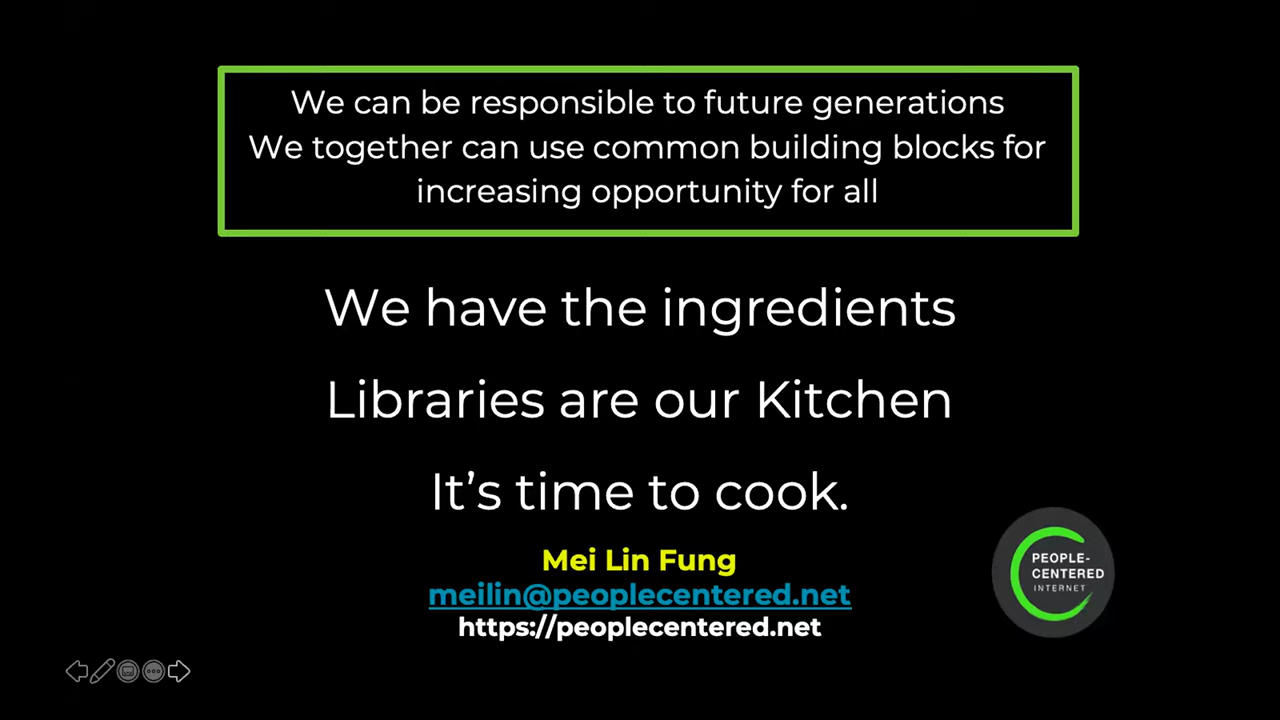 We can be responsible to future generations
We together can use common building blocks for
increasing opportunity for all
We have the ingredients
Libraries are our Kitchen
It’s time to cook.
Mei Lin Fung
meilin@peoplecentered.net
https://peoplecentered.net
PEOPLE-
CENTERED
INTERNET